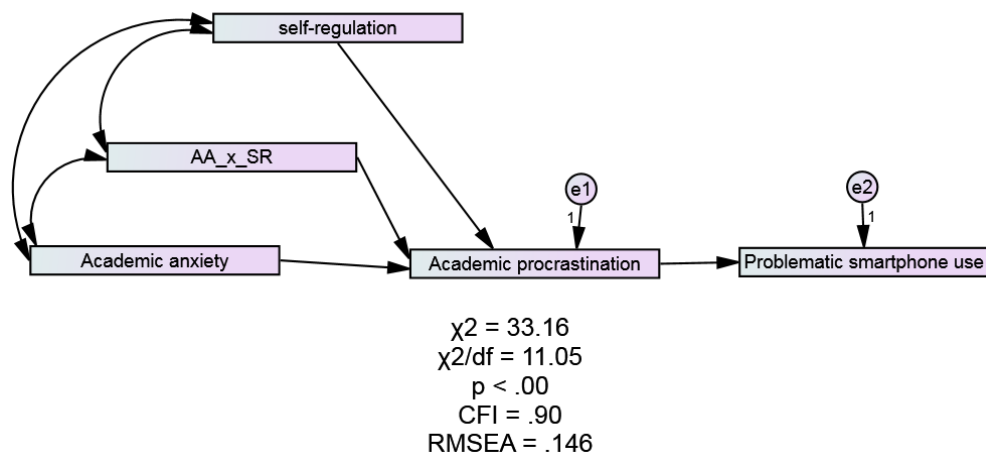 self-regulation
AA_x_SR
e1
e2
1
1
Academic anxiety
Academic procrastination
Problematic smartphone use
χ2 = 33.16
χ2/df = 11.05
p < .00
CFI = .90
RMSEA = .146